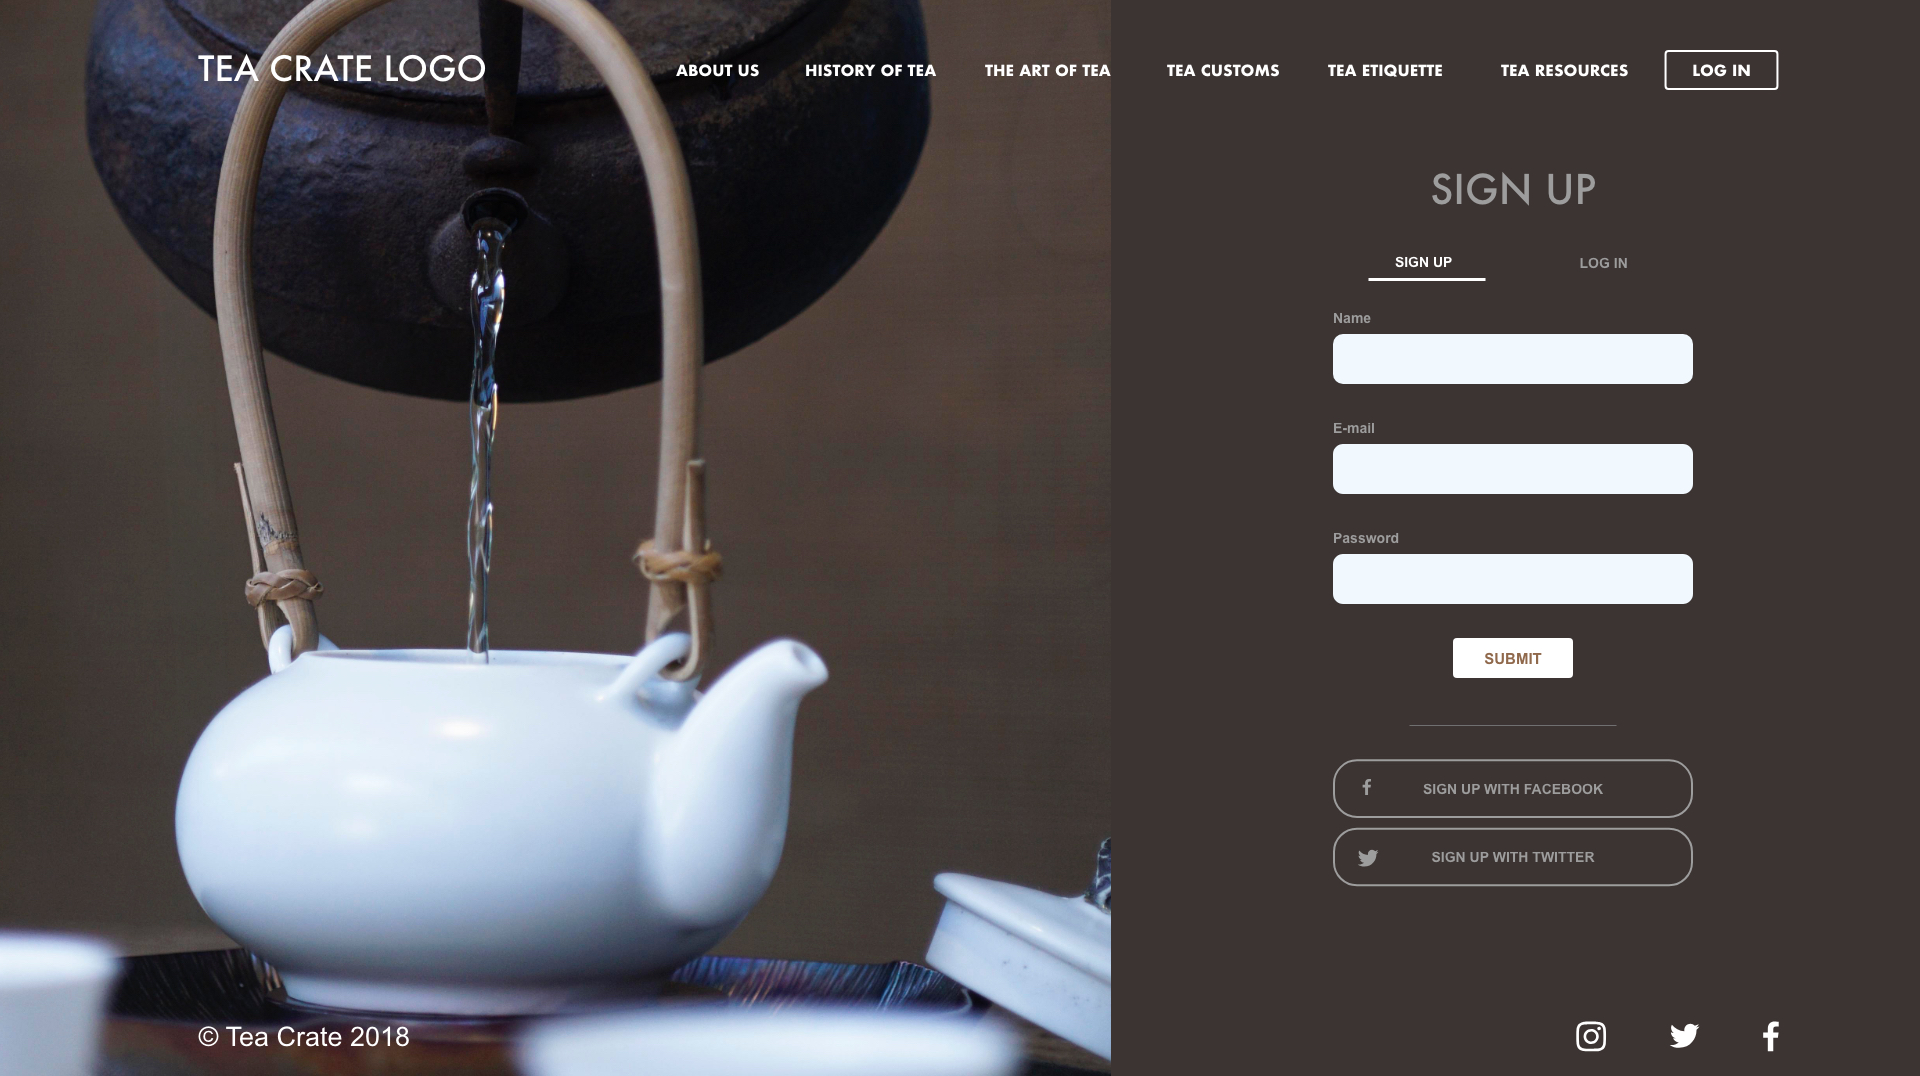 TEA CRATE LOGO
ABOUT US
HISTORY OF TEA
THE ART OF TEA
TEA CUSTOMS
TEA ETIQUETTE
TEA RESOURCES
LOG IN
SIGN UP
SIGN UP
LOG IN
Name
E-mail
Password
SUBMIT
SIGN UP WITH FACEBOOK
SIGN UP WITH TWITTER
© Tea Crate 2018